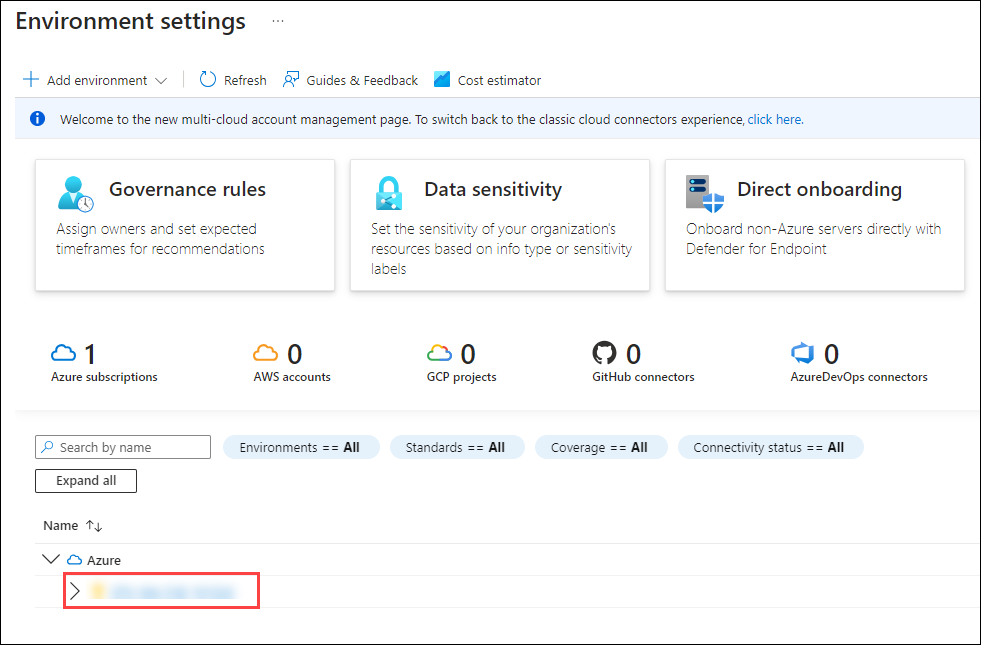 Environment settings ...
Add environment Refresh Guides & Feedback Cost estimator
Welcome to the new multi-cloud account management page. To switch back to the classic cloud connectors experience, click here.
Governance rules
Assign owners and set expected
timeframes for recommendations
Data sensitivity
Set the sensitivity of your organization's
resources based on info type or sensitivity
labels
Direct onboarding
Onboard non-Azure servers directly with
Defender for Endpoint
1
Azure subscriptions
0
AWS accounts
0
GCP projects
0
GitHub connectors
0
AzureDevOps connectors
Search by name Environments == All Standards == All Coverage == All Connectivity status == All
Expand all
Name ↑↓
Azure